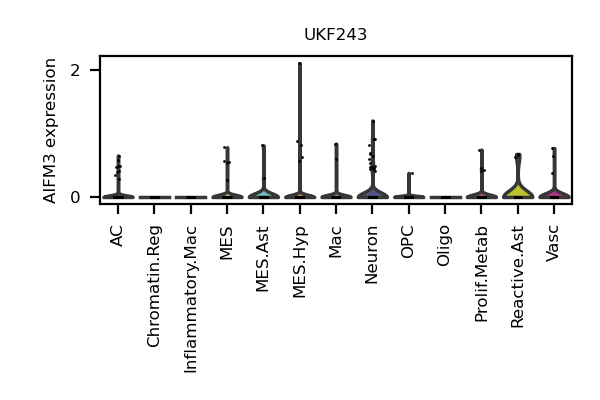 UKF243
AIFM3 expression
2
0
AC
Chromatin.Reg
Inflammatory.Mac
MES
MES.Ast
MES.Hyp
Mac
Neuron
OPC
Oligo
Prolif.Metab
Reactive.Ast
Vasc